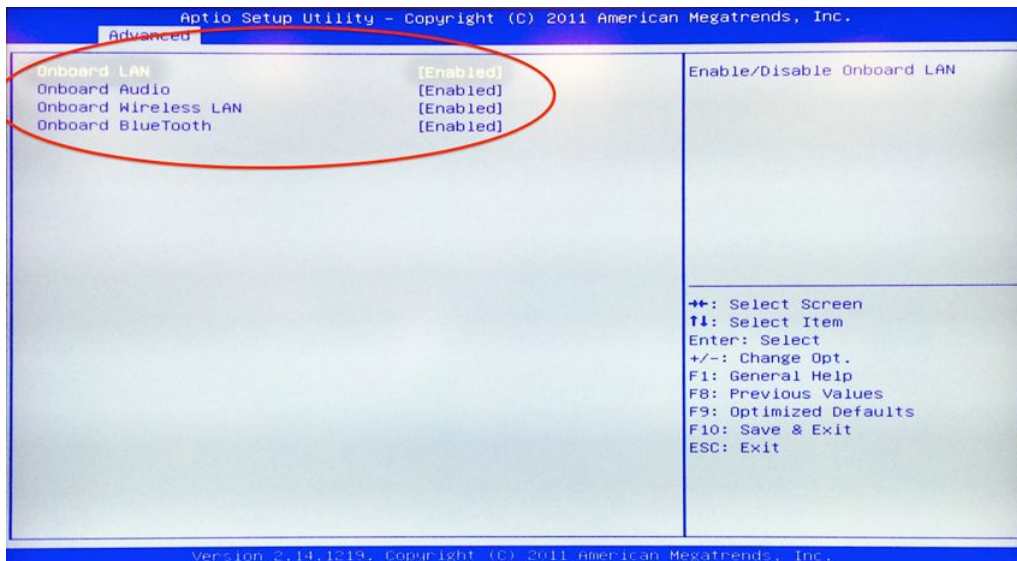 Aptio Setup Utility – Copyright (C) 2011 American Megatrends, Inc.
Advanced
Onboard LAN [Enabled]
Onboard Audio [Enabled]
Onboard Wireless LAN [Enabled]
Onboard BlueTooth [Enabled]
Enable/Disable Onboard LAN
→←: Select Screen
↑↓: Select Item
Enter: Select
+/-: Change Opt.
F1: General Help
F8: Previous Values
F9: Optimized Defaults
F10: Save & Exit
ESC: Exit
Version 2.14.1219. Copyright (C) 2011 American Megatrends, Inc.